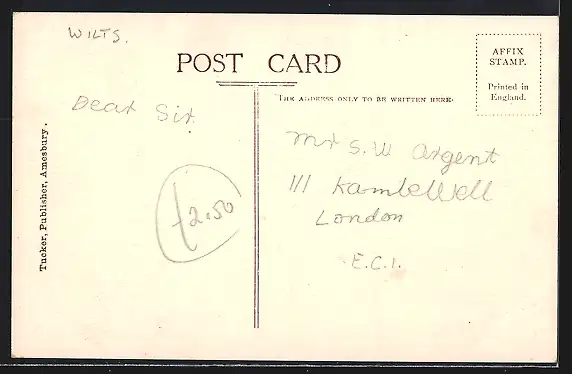 WILTS.
POST CARD
AFFIX
STAMP.
Printed in
England.
THE ADDRESS ONLY TO BE WRITTEN HERE.
Dear Sir
£2.50
Mr S. W Argent
111 Kambewell
London
E.C.1.
Tucker, Publisher, Amesbury.